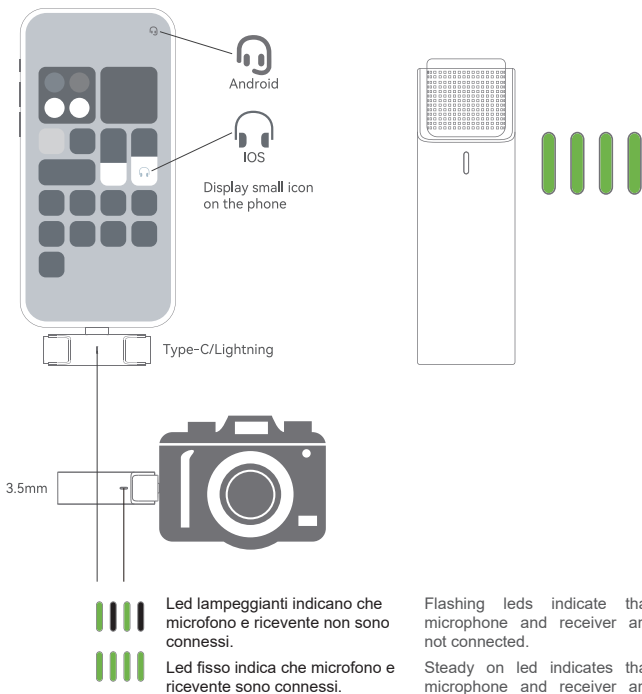 Android
IOS
Display small icon
on the phone
Type-C/Lightning
3.5mm
Led lampeggianti indicano che
microfono e ricevente non sono
connessi.
Led fisso indica che microfono e
ricevente sono connessi.
Flashing leds indicate
microphone and receiver
not connected.
Steady on led indicates
microphone and receiver